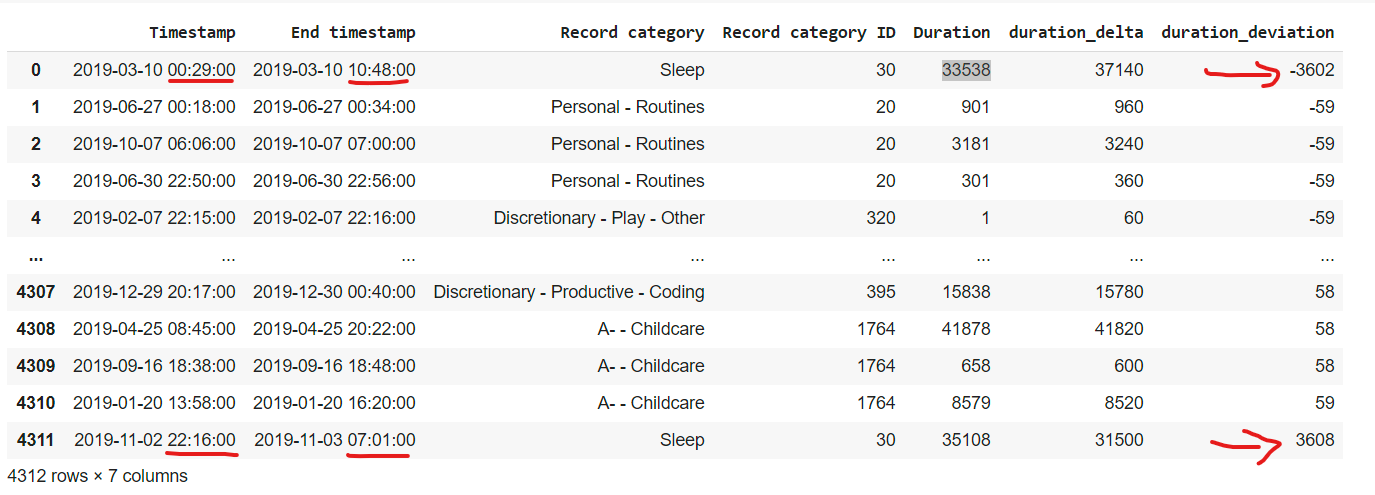 Timestamp End timestamp Record category Record category ID Duration duration_delta duration_deviation
0 2019-03-10 00:29:00 2019-03-10 10:48:00 Sleep 30 33538 37140 -3602
1 2019-06-27 00:18:00 2019-06-27 00:34:00 Personal - Routines 20 901 960 -59
2 2019-10-07 06:06:00 2019-10-07 07:00:00 Personal - Routines 20 3181 3240 -59
3 2019-06-30 22:50:00 2019-06-30 22:56:00 Personal - Routines 20 301 360 -59
4 2019-02-07 22:15:00 2019-02-07 22:16:00 Discretionary - Play - Other 320 1 60 -59
... ... ... ... ... ... ... ...
4307 2019-12-29 20:17:00 2019-12-30 00:40:00 Discretionary - Productive - Coding 395 15838 15780 58
4308 2019-04-25 08:45:00 2019-04-25 20:22:00 A- - Childcare 1764 41878 41820 58
4309 2019-09-16 18:38:00 2019-09-16 18:48:00 A- - Childcare 1764 658 600 58
4310 2019-01-20 13:58:00 2019-01-20 16:20:00 A- - Childcare 1764 8579 8520 59
4311 2019-11-02 22:16:00 2019-11-03 07:01:00 Sleep 30 35108 31500 3608
4312 rows × 7 columns